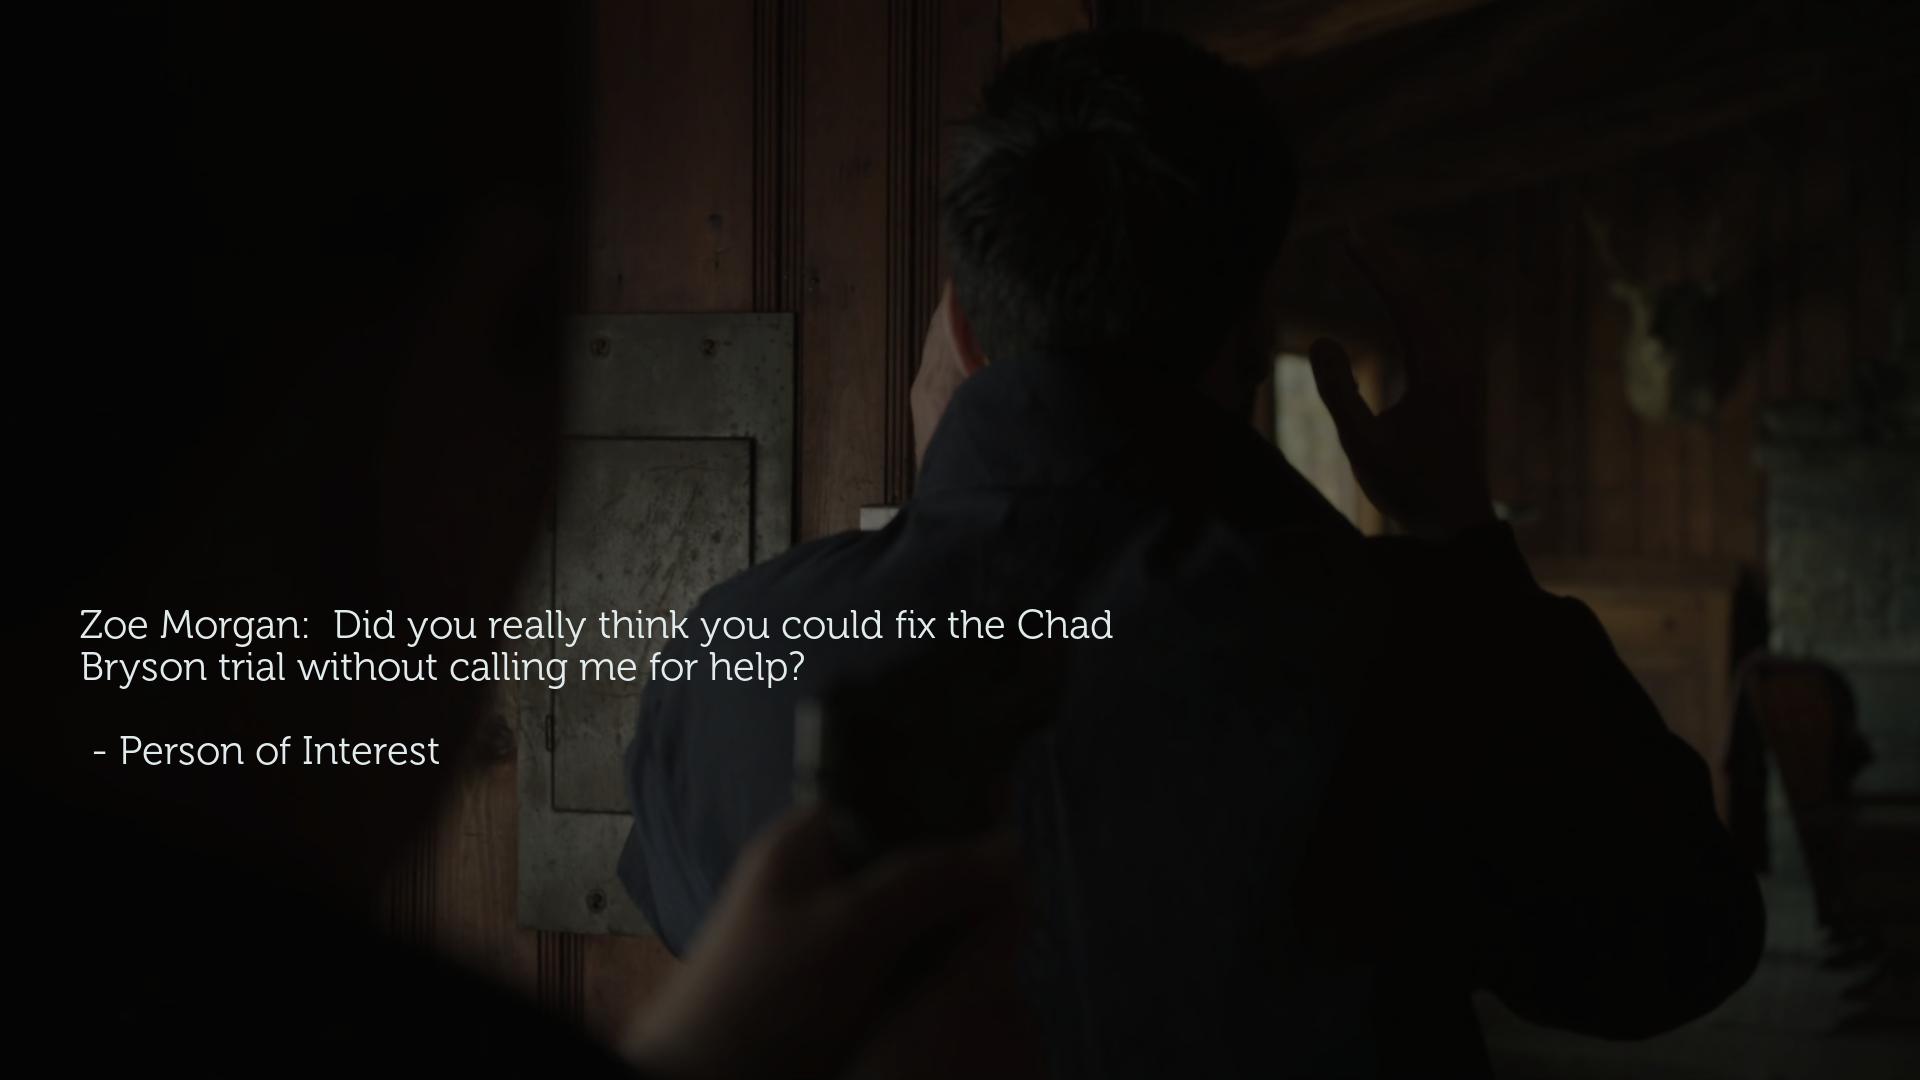 Zoe Morgan:  Did you really think you could fix the Chad
Bryson trial without calling me for help?
- Person of Interest